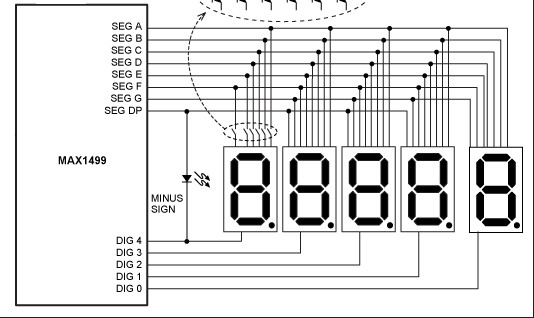 SEG A
SEG B
SEG C
SEG D
SEG E
SEG F
SEG G
SEG DP
MAX1499
MINUS
SIGN
DIG 4
DIG 3
DIG 2
DIG 1
DIG 0